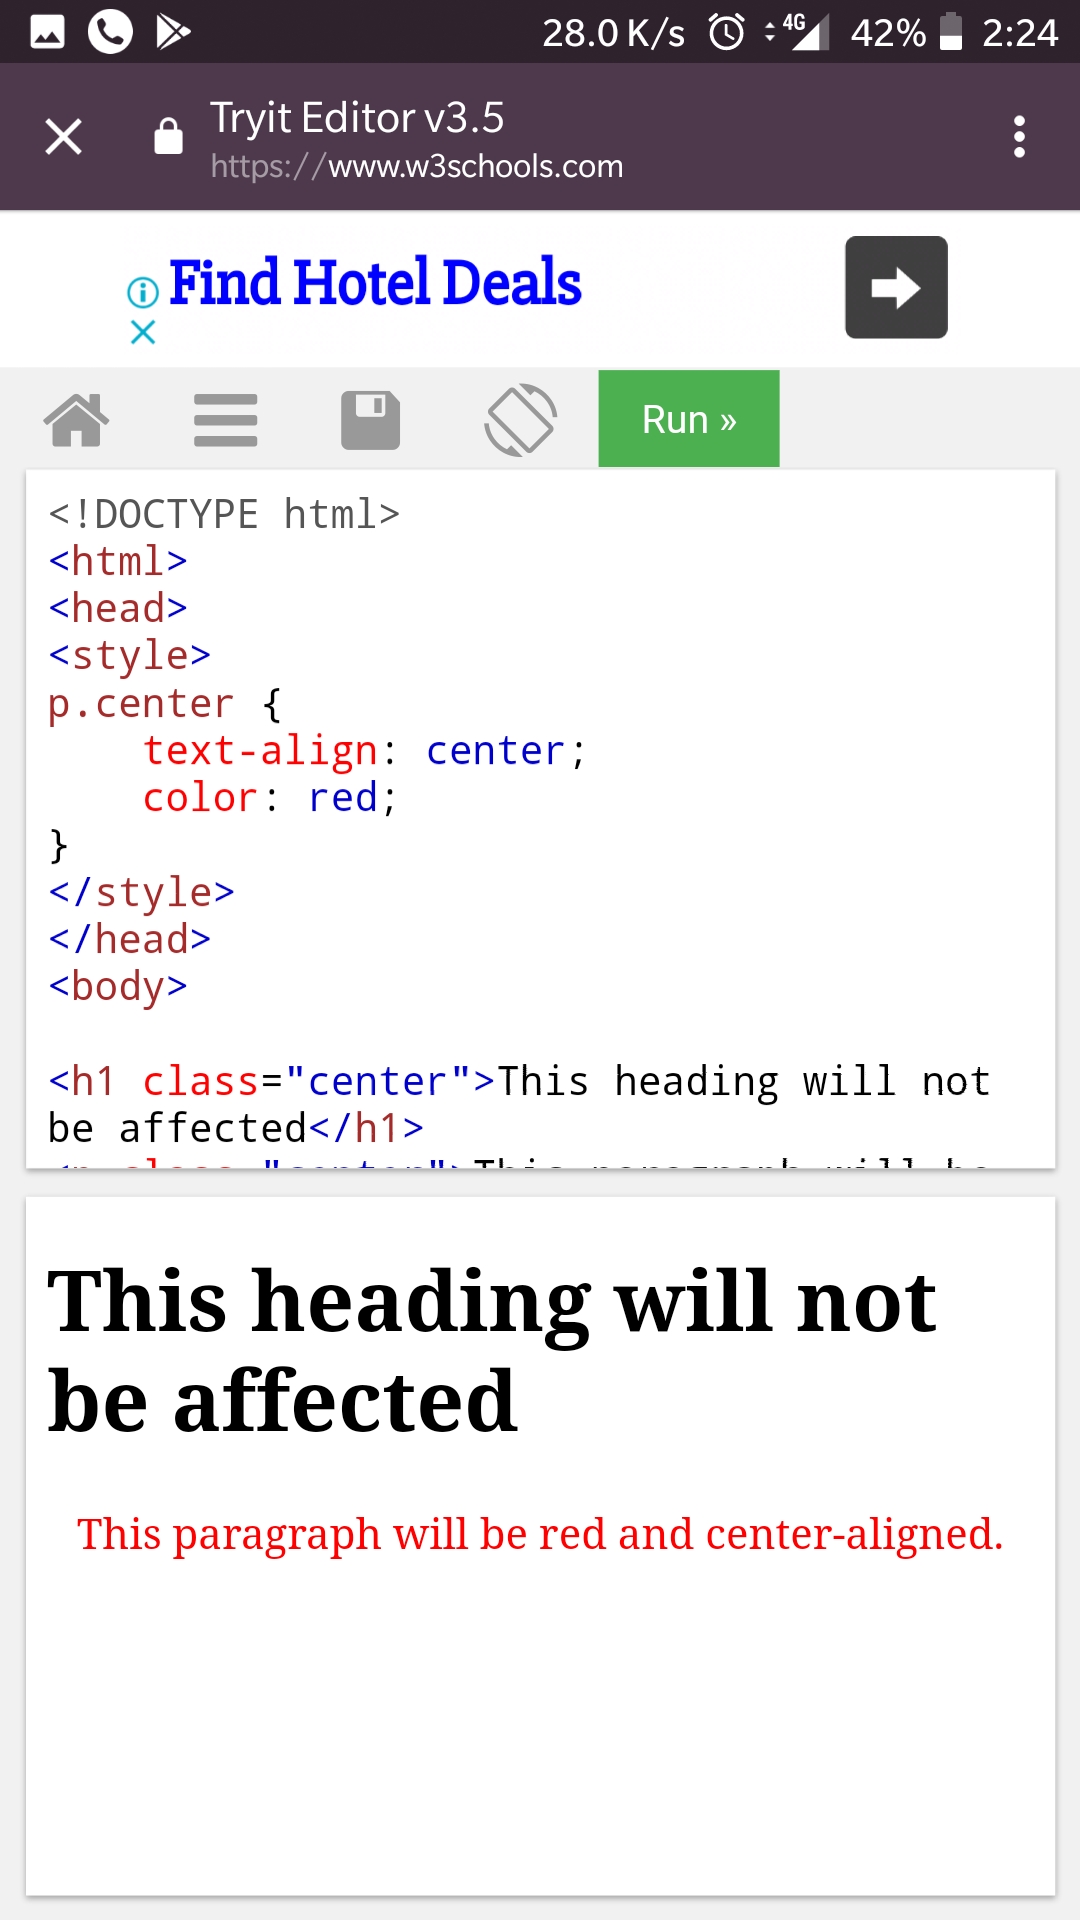 28.0 K/s 4G 42% 2:24
Tryit Editor v3.5
https://www.w3schools.com
Find Hotel Deals
Run »
<!DOCTYPE html>
<html>
<head>
<style>
p.center {
    text-align: center;
    color: red;
}
</style>
</head>
<body>
<h1 class="center">This heading will not
be affected</h1>
This heading will not
be affected
This paragraph will be red and center-aligned.